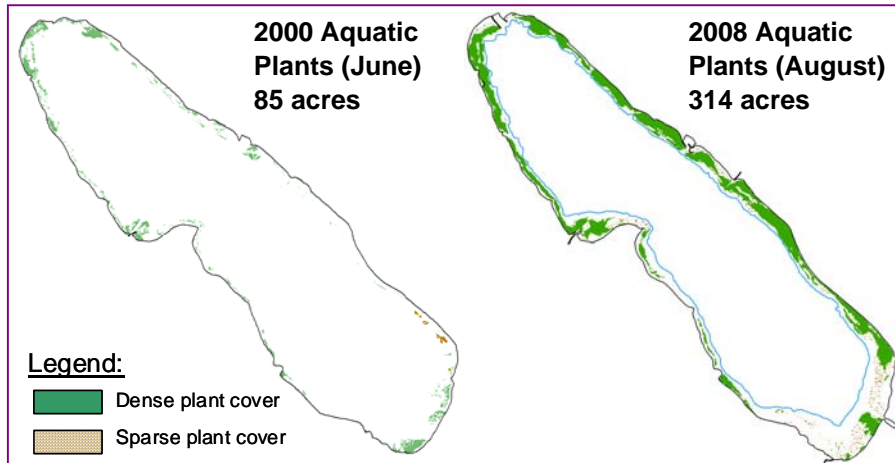 2000 Aquatic
Plants (June)
85 acres
2008 Aquatic
Plants (August)
314 acres
Legend:
Dense plant cover
Sparse plant cover